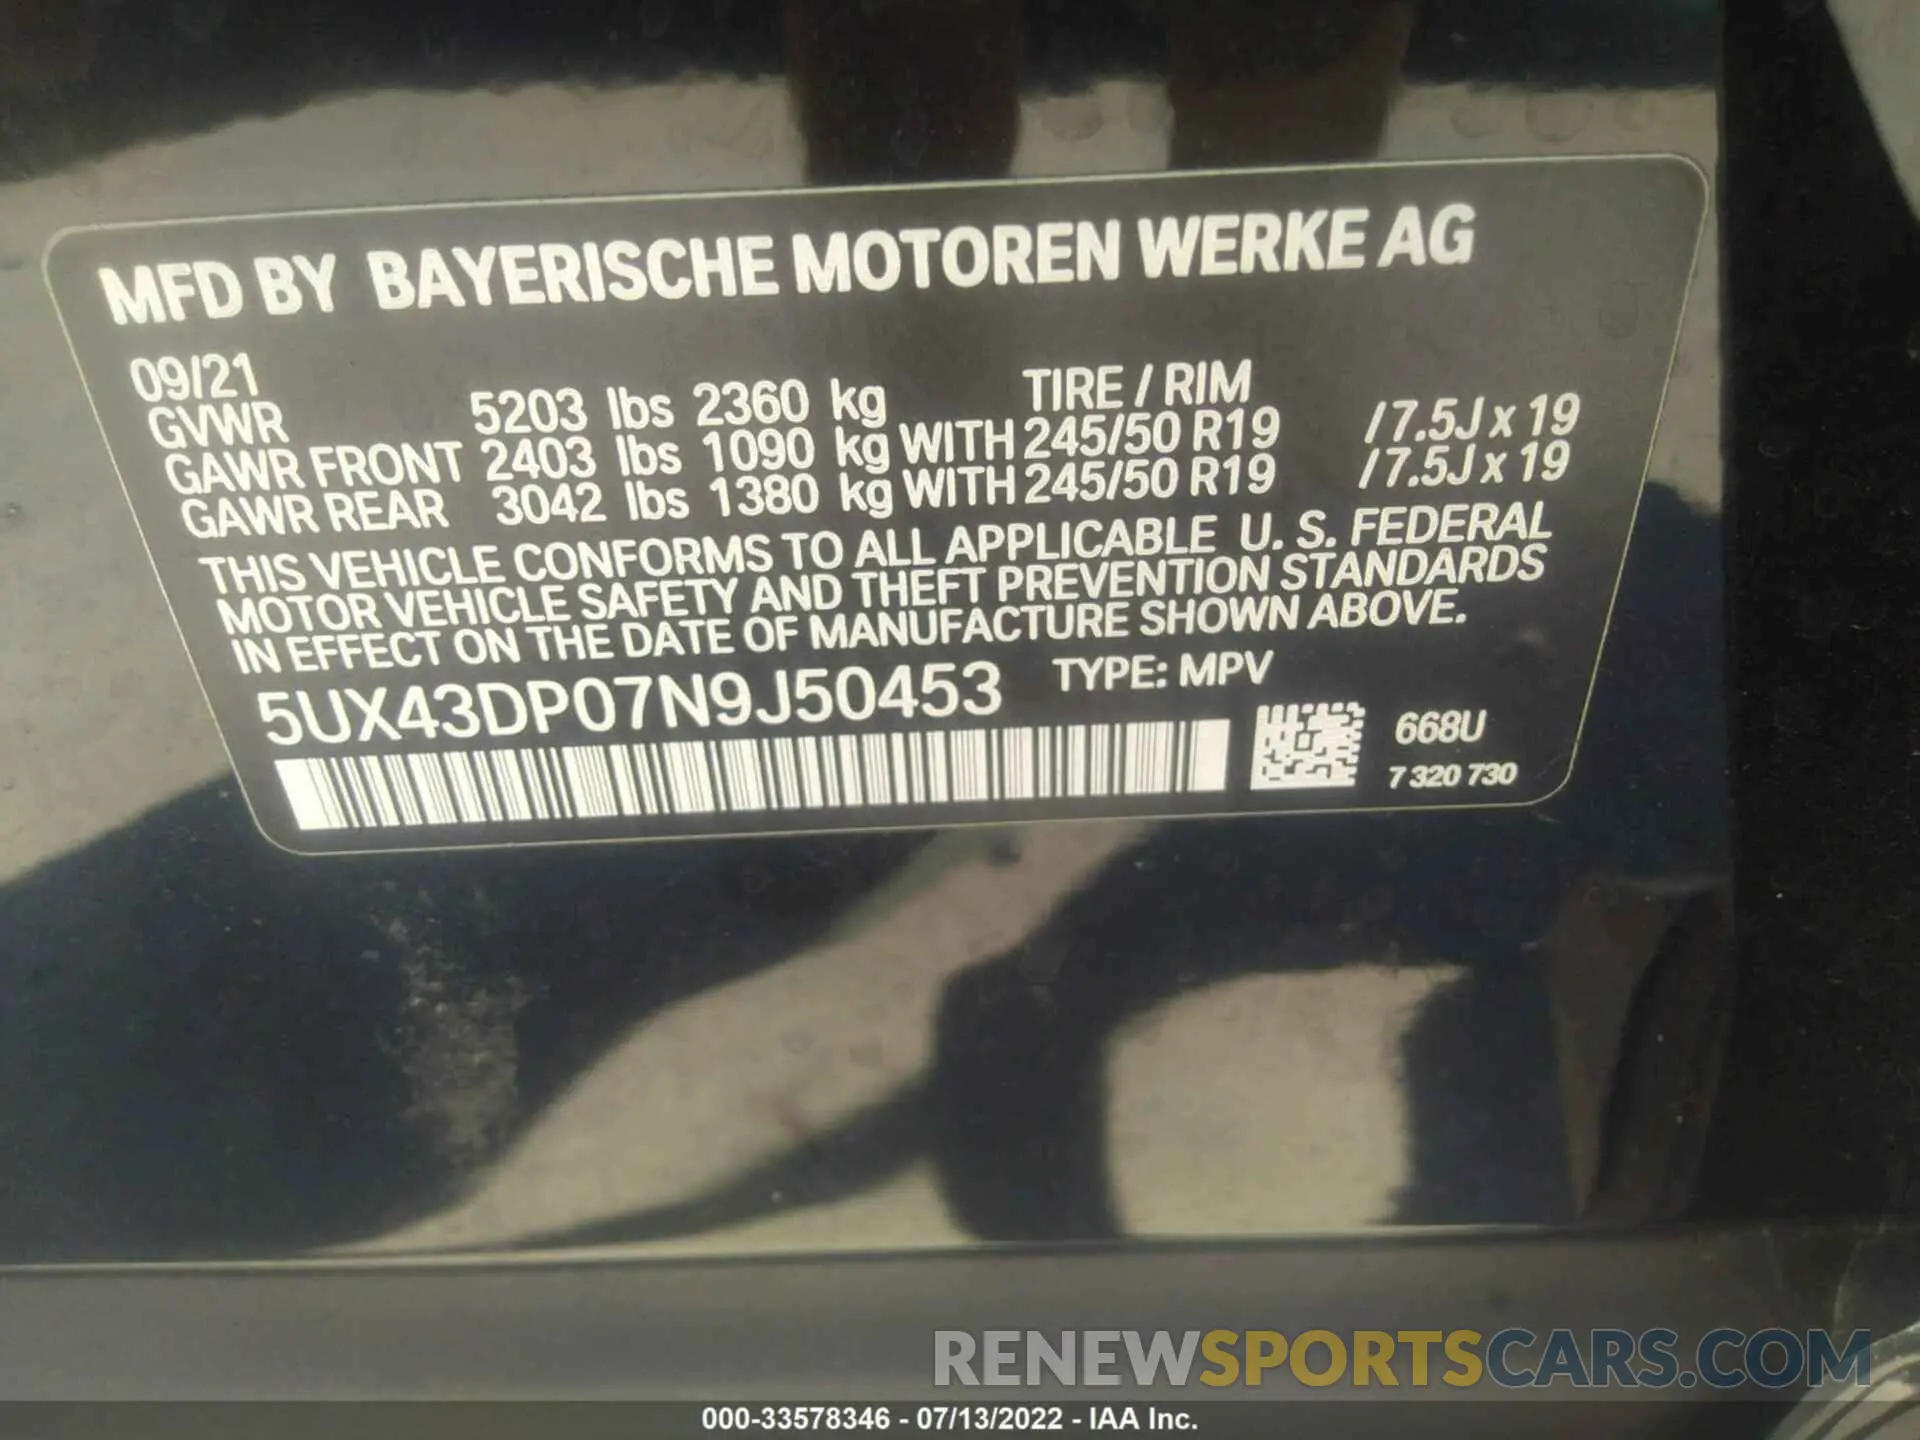 MFD BY BAYERISCHE MOTOREN WERKE AG
09/21 TIRE / RIM
GVWR 5203 lbs 2360 kg
GAWR FRONT 2403 lbs 1090 kg WITH 245/50 R19 /7.5J x 19
GAWR REAR 3042 lbs 1380 kg WITH 245/50 R19 /7.5J x 19
THIS VEHICLE CONFORMS TO ALL APPLICABLE U. S. FEDERAL
MOTOR VEHICLE SAFETY AND THEFT PREVENTION STANDARDS
IN EFFECT ON THE DATE OF MANUFACTURE SHOWN ABOVE.
5UX43DP07N9J50453 TYPE: MPV
668U
7 320 730
RENEWSPORTSCARS.COM
000-33578346 - 07/13/2022 - IAA Inc.